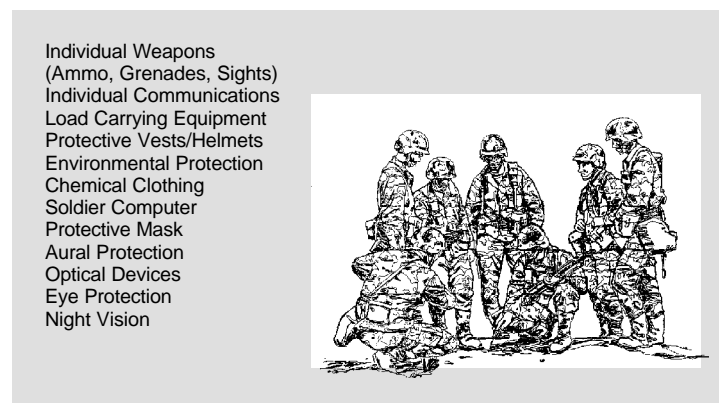 Individual Weapons
(Ammo, Grenades, Sights)
Individual Communications
Load Carrying Equipment
Protective Vests/Helmets
Environmental Protection
Chemical Clothing
Soldier Computer
Protective Mask
Aural Protection
Optical Devices
Eye Protection
Night Vision